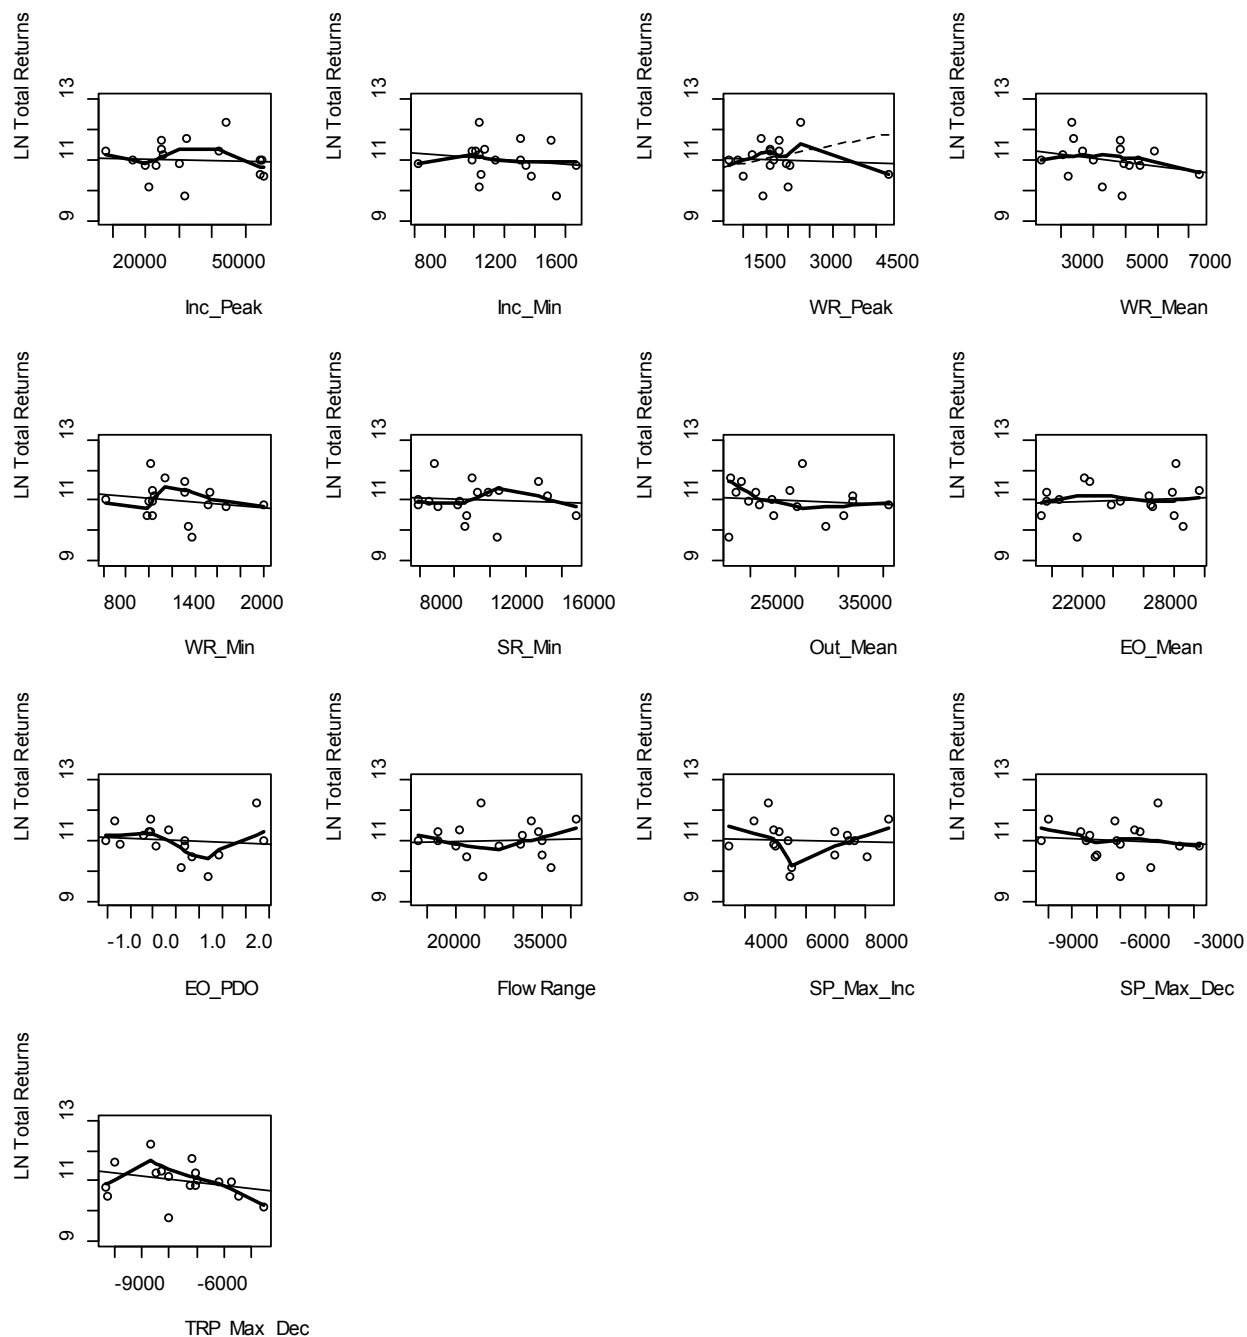 LN Total Returns LN Total Returns LN Total Returns LN Total Returns
13 13 13 13
11 11 11 11
9 9 9 9
20000 50000 800 1200 1600 1500 3000 4500 3000 5000 7000
Inc_Peak Inc_Min WR_Peak WR_Mean
LN Total Returns LN Total Returns LN Total Returns LN Total Returns
13 13 13 13
11 11 11 11
9 9 9 9
800 1400 2000 8000 12000 16000 25000 35000 22000 28000
WR_Min SR_Min Out_Mean EO_Mean
LN Total Returns LN Total Returns LN Total Returns LN Total Returns
13 13 13 13
11 11 11 11
9 9 9 9
-1.0 0.0 1.0 2.0 20000 35000 4000 6000 8000 -9000 -6000 -3000
EO_PDO Flow Range SP_Max_Inc SP_Max_Dec
LN Total Returns
13
11
9
-9000 -6000
TRP_Max_Dec